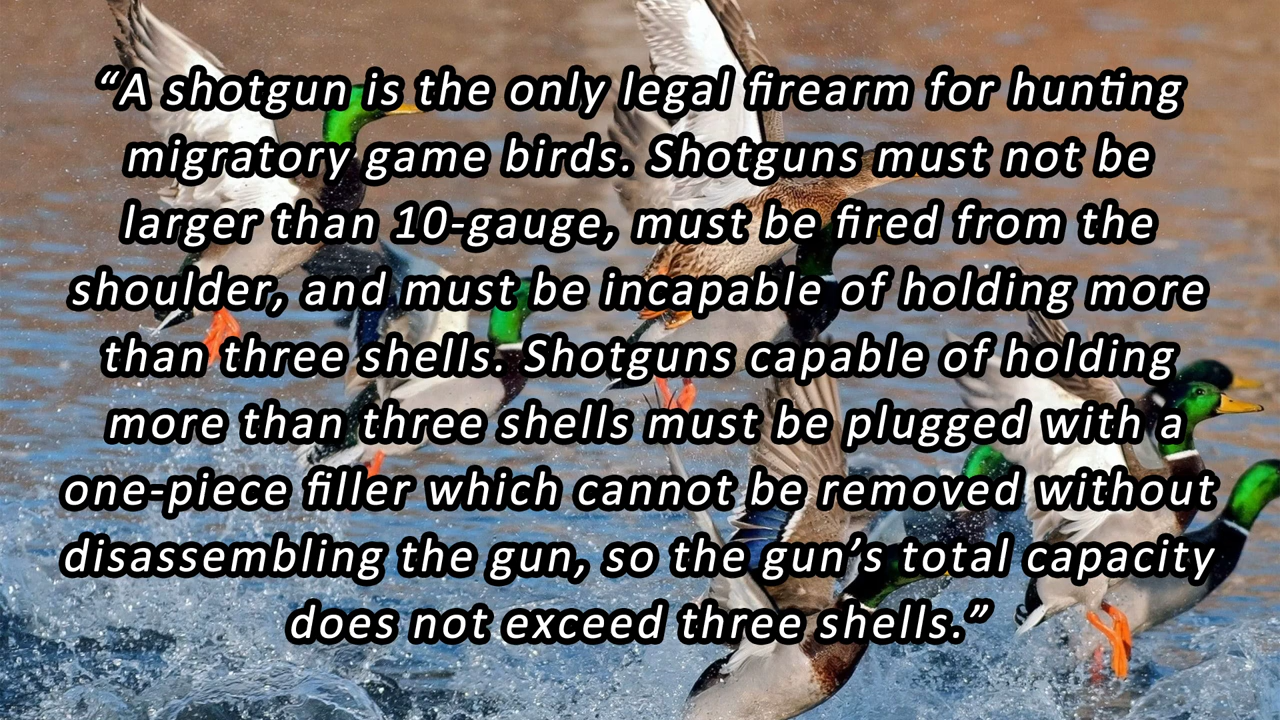 “A shotgun is the only legal firearm for hunting
migratory game birds. Shotguns must not be
larger than 10-gauge, must be fired from the
shoulder, and must be incapable of holding more
than three shells. Shotguns capable of holding
more than three shells must be plugged with a
one-piece filler which cannot be removed without
disassembling the gun, so the gun’s total capacity
does not exceed three shells.”